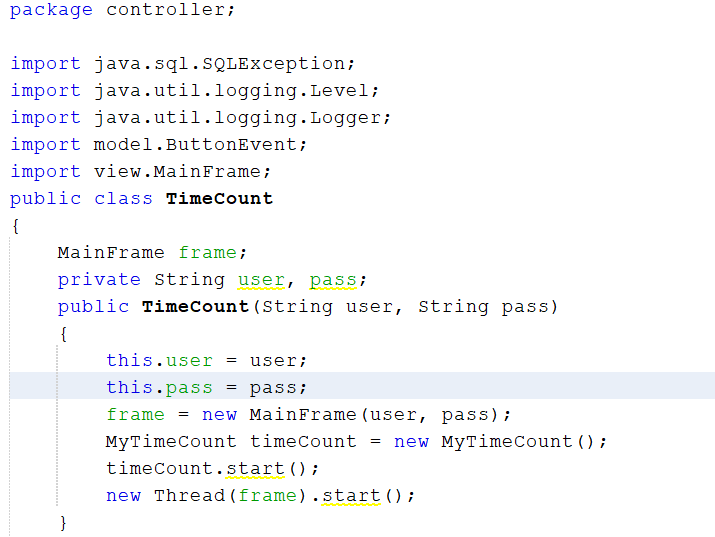 package controller;
import java.sql.SQLException;
import java.util.logging.Level;
import java.util.logging.Logger;
import model.ButtonEvent;
import view.MainFrame;
public class TimeCount
{
    MainFrame frame;
    private String user, pass;
    public TimeCount(String user, String pass)
    {
        this.user = user;
        this.pass = pass;
        frame = new MainFrame(user, pass);
        MyTimeCount timeCount = new MyTimeCount();
        timeCount.start();
        new Thread(frame).start();
    }